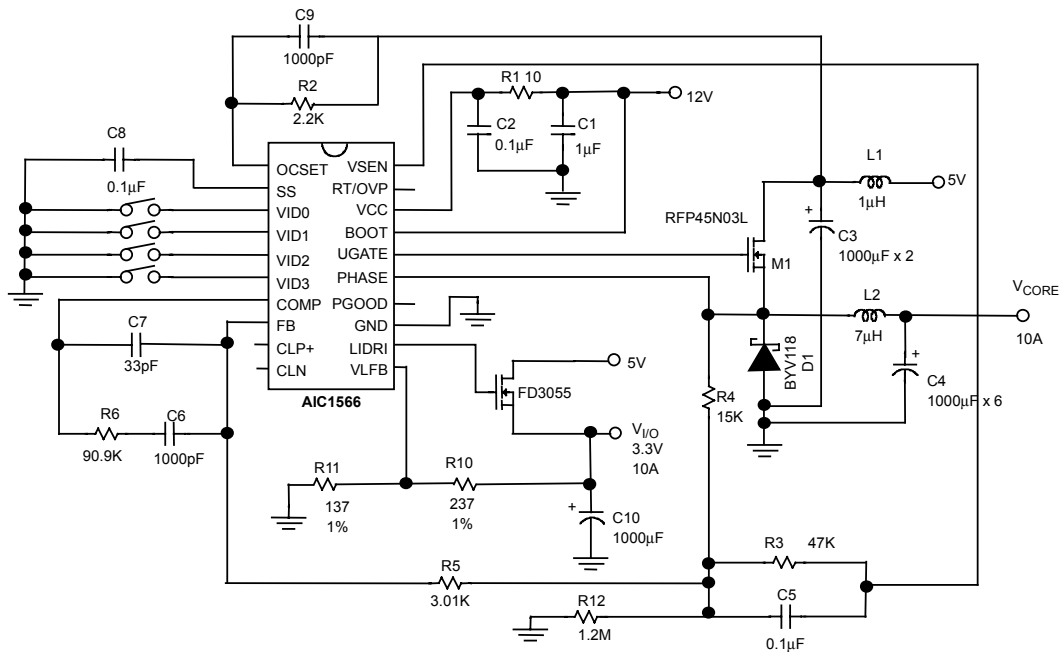 C9
1000pF
R2
2.2K
R1 10
12V
C2
0.1µF
C1
1µF
C8
0.1µF
OCSET
SS
VID0
VID1
VID2
VID3
COMP
FB
CLP+
CLN
VSEN
RT/OVP
VCC
BOOT
UGATE
PHASE
PGOOD
GND
LIDRI
VLFB
AIC1566
L1
1µH
5V
RFP45N03L
M1
+
C3
1000µF x 2
L2
7µH
VCORE
10A
BYV118
D1
+
C4
1000µF x 6
R4
15K
C7
33pF
R6
90.9K
C6
1000pF
5V
FD3055
VI/O
3.3V
10A
R11
137
1%
R10
237
1%
+
C10
1000µF
R5
3.01K
R3 47K
R12
1.2M
C5
0.1µF